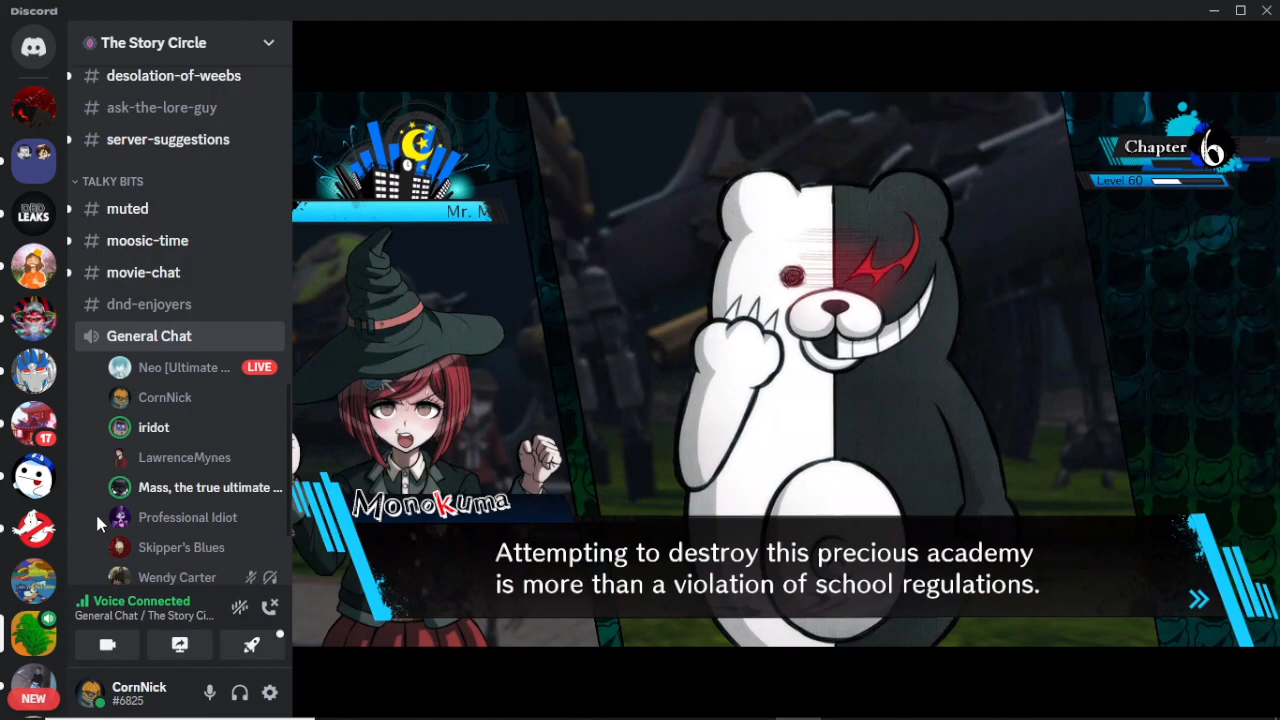 Discord
The Story Circle
desolation-of-weebs
ask-the-lore-guy
server-suggestions
TALKY BITS
muted
moosic-time
movie-chat
dnd-enjoyers
General Chat
Neo [Ultimate ...
LIVE
CornNick
iridot
LawrenceMynes
Mass, the true ultimate ...
Professional Idiot
Skipper's Blues
Wendy Carter
Voice Connected
General Chat / The Story Ci...
CornNick
#6825
LEAKS
17
NEW
Mr. M
Chapter 6
Level 60
Monokuma
Attempting to destroy this precious academy
is more than a violation of school regulations.